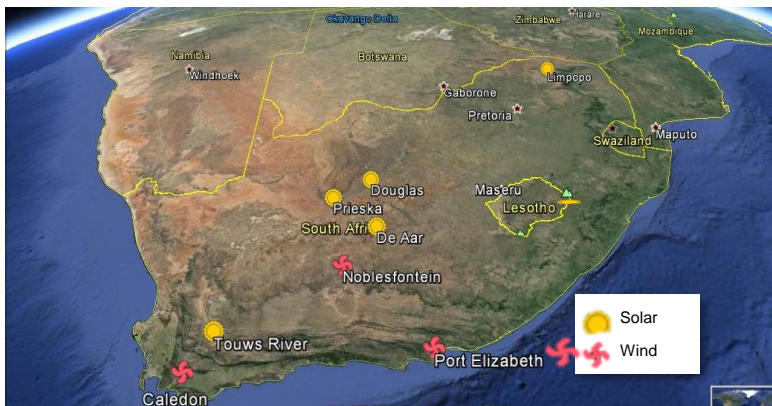 Okavango Delta
Zimbabwe
Harare
Mozambique
Namibia
Botswana
Windhoek
Limpopo
Gaborone
Pretoria
Swaziland
Maputo
Douglas
Maseru
Prieska
Lesotho
South Afri
De Aar
Noblesfontein
Solar
Touws River
Wind
Port Elizabeth
Caledon